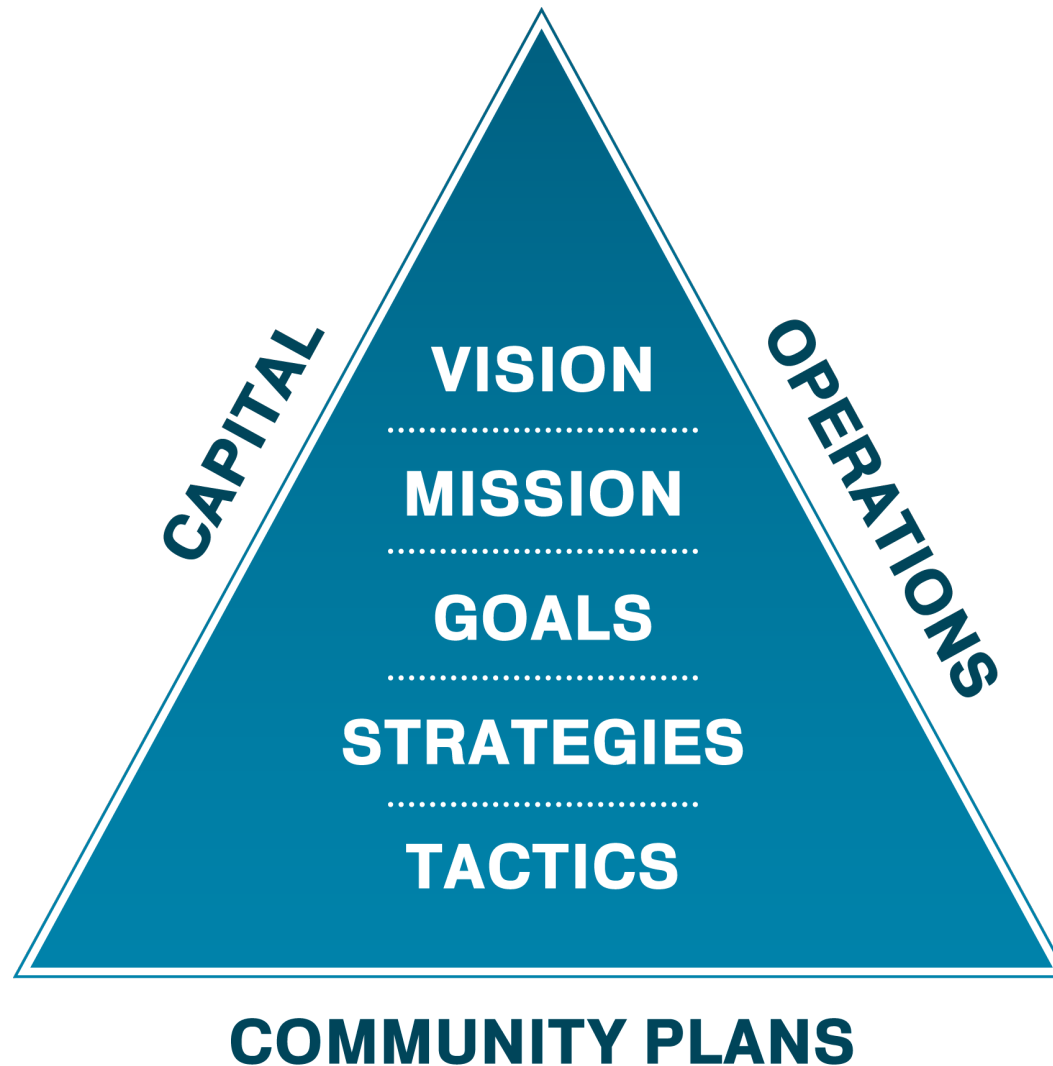 CAPITAL
OPERATIONS
VISION
MISSION
GOALS
STRATEGIES
TACTICS
COMMUNITY PLANS